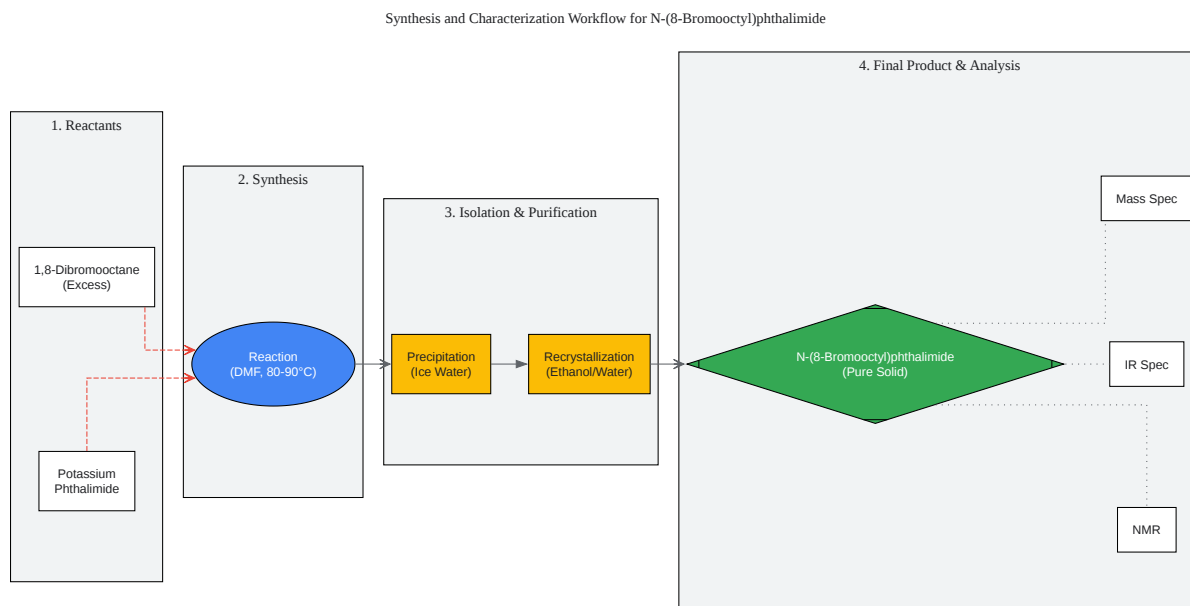 Synthesis and Characterization Workflow for N-(8-Bromooctyl)phthalimide
1. Reactants
1,8-Dibromooctane
(Excess)
Potassium
Phthalimide
2. Synthesis
Reaction
(DMF, 80-90°C)
3. Isolation & Purification
Precipitation
(Ice Water)
Recrystallization
(Ethanol/Water)
4. Final Product & Analysis
N-(8-Bromooctyl)phthalimide
(Pure Solid)
Mass Spec
IR Spec
NMR